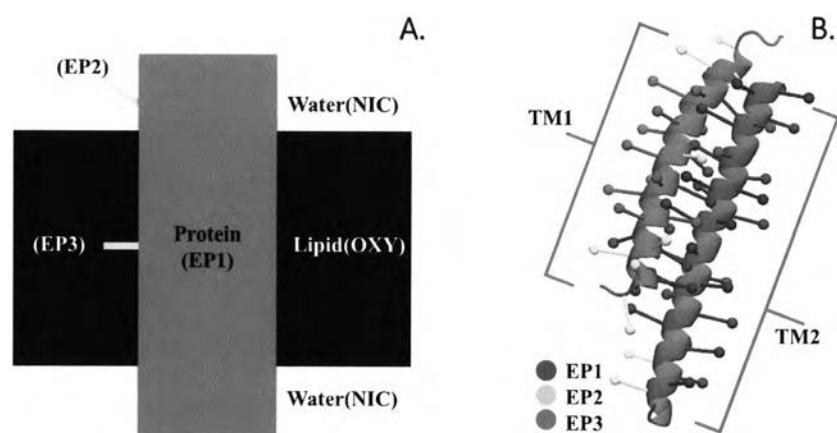 A.
(EP2)
Water(NIC)
(EP3)
Protein
(EP1)
Lipid(OXY)
Water(NIC)
B.
TM1
TM2
EP1
EP2
EP3